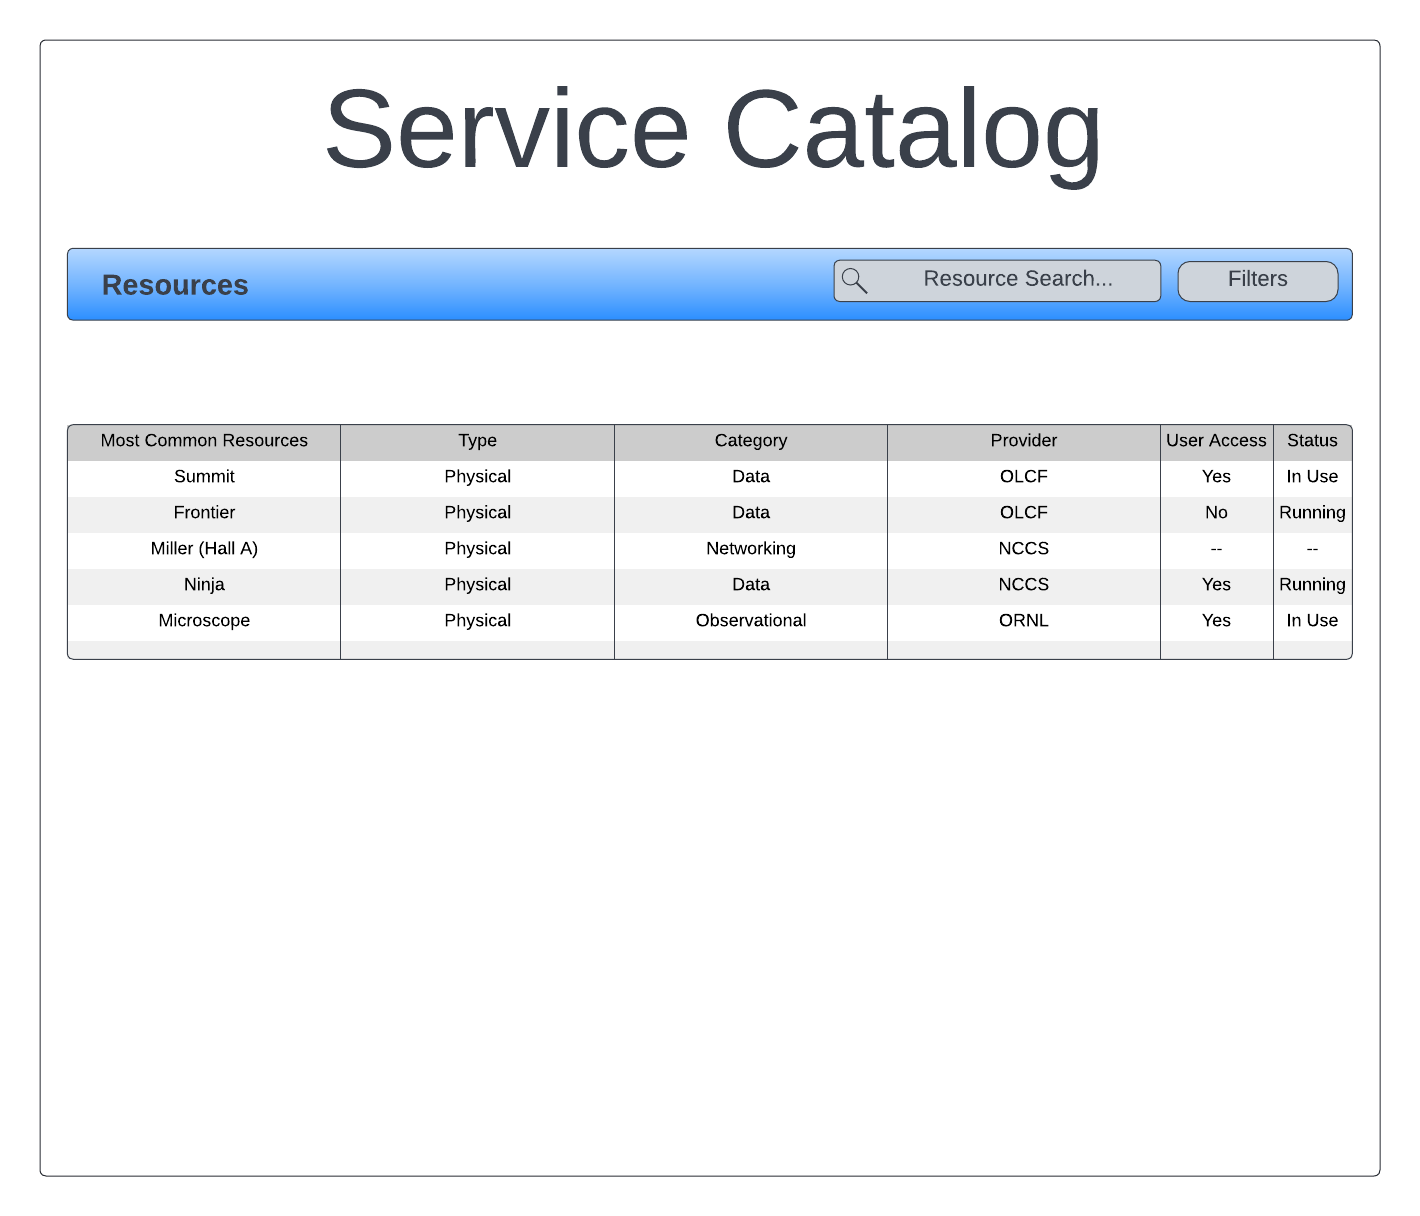 Service Catalog
Resources Resource Search... Filters
Most Common Resources Type Category Provider User Access Status
Summit Physical Data OLCF Yes In Use
Frontier Physical Data OLCF No Running
Miller (Hall A) Physical Networking NCCS -- --
Ninja Physical Data NCCS Yes Running
Microscope Physical Observational ORNL Yes In Use